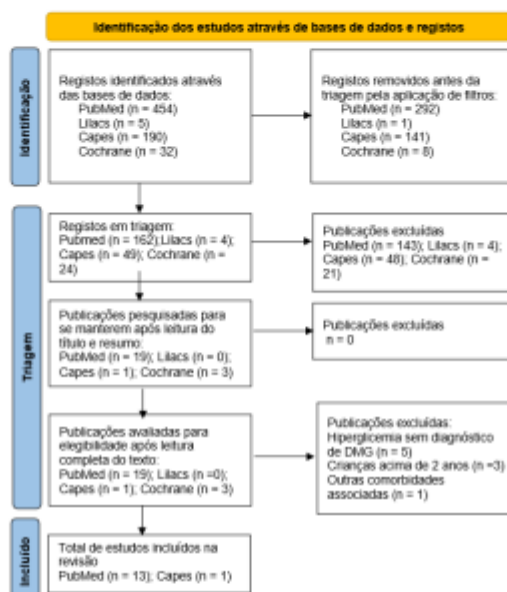 Identificação dos estudos através de bases de dados e registos
Identificação
Registos identificados através
das bases de dados:
PubMed (n = 454)
Lilacs (n = 5)
Capes (n = 190)
Cochrane (n = 32)
Registos removidos antes da
triagem pela aplicação de filtros:
PubMed (n = 292)
Lilacs (n = 1)
Capes (n = 141)
Cochrane (n = 8)
Triagem
Registos em triagem:
Pubmed (n = 162);Lilacs (n = 4);
Capes (n = 49); Cochrane (n =
24)
Publicações excluídas
PubMed (n = 143); Lilacs (n = 4);
Capes (n = 48); Cochrane (n =
21)
Publicações pesquisadas para
se manterem após leitura do
título e resumo:
PubMed (n = 19); Lilacs (n = 0);
Capes (n = 1); Cochrane (n = 3)
Publicações excluídas
n = 0
Publicações avaliadas para
elegibilidade após leitura
completa do texto:
PubMed (n = 19); Lilacs (n =0);
Capes (n = 1); Cochrane (n = 3)
Publicações excluídas:
Hiperglicemia sem diagnóstico
de DMG (n = 5)
Crianças acima de 2 anos (n =3)
Outras comorbidades
associadas (n = 1)
Incluído
Total de estudos incluídos na
revisão
PubMed (n = 13); Capes (n = 1)